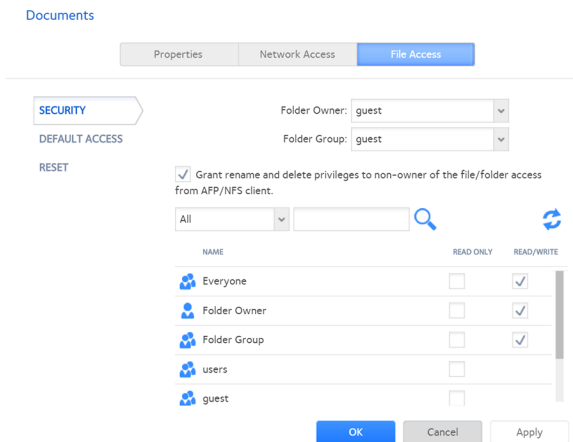 Documents
Properties Network Access File Access
SECURITY
DEFAULT ACCESS
RESET
Folder Owner: guest
Folder Group: guest
Grant rename and delete privileges to non-owner of the file/folder access
from AFP/NFS client.
All
NAME READ ONLY READ/WRITE
Everyone
Folder Owner
Folder Group
users
guest
OK Cancel Apply